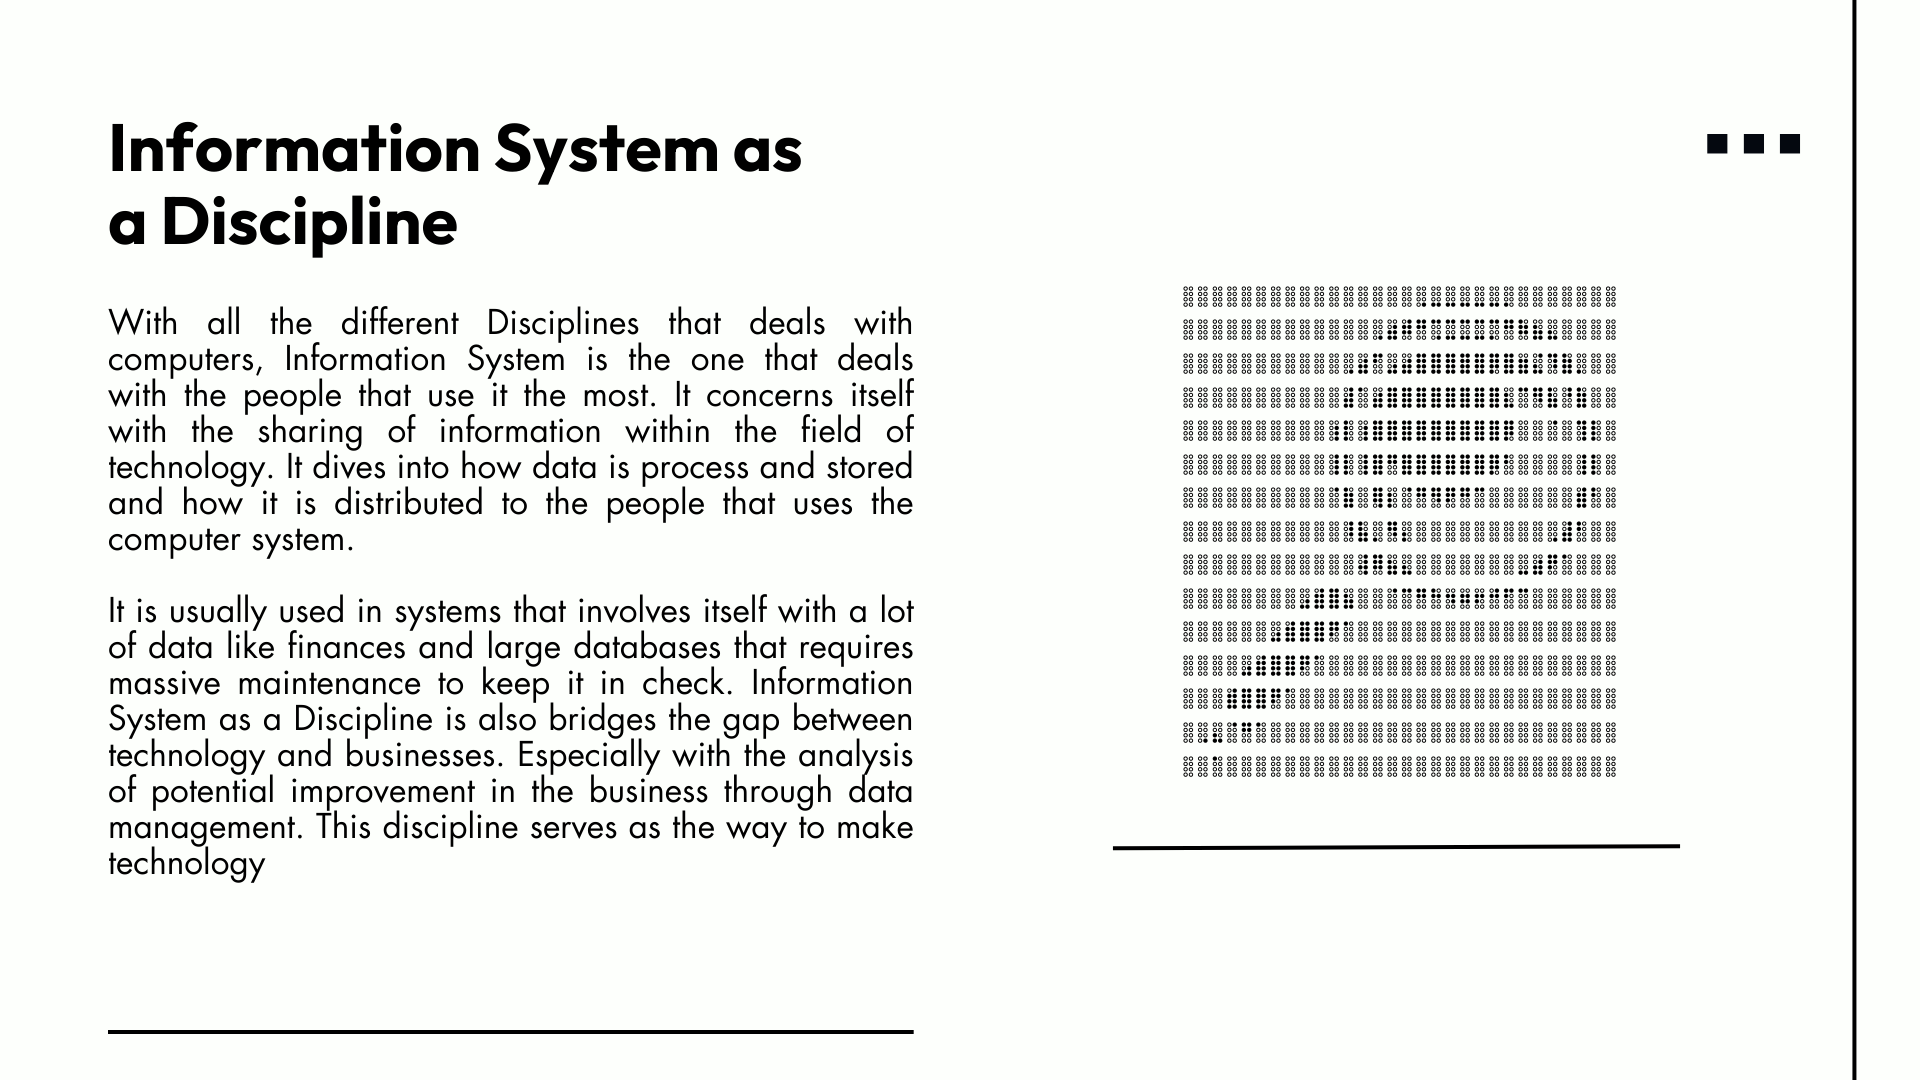 Information System as
a Discipline
With all the different Disciplines that deals with
computers, Information System is the one that deals
with the people that use it the most. It concerns itself
with the sharing of information within the field of
technology. It dives into how data is process and stored
and how it is distributed to the people that uses the
computer system.
It is usually used in systems that involves itself with a lot
of data like finances and large databases that requires
massive maintenance to keep it in check. Information
System as a Discipline is also bridges the gap between
technology and businesses. Especially with the analysis
of potential improvement in the business through data
management. This discipline serves as the way to make
technology